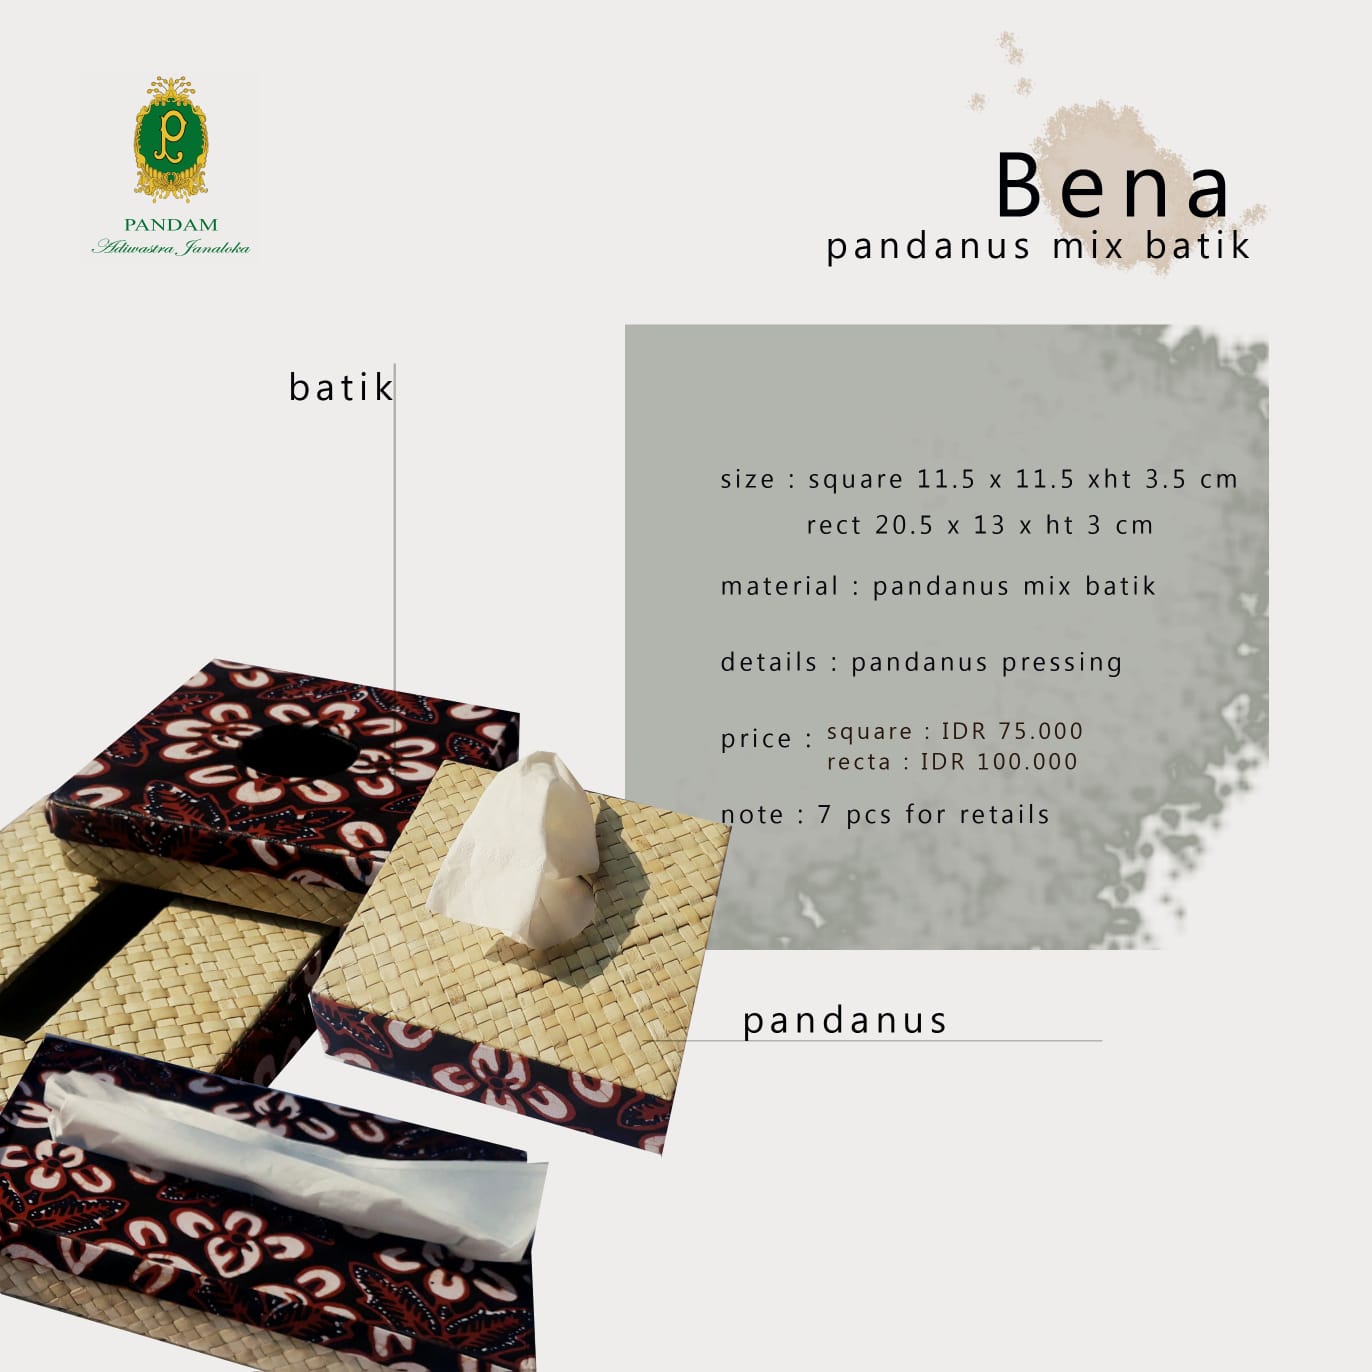 PANDAM
Adiwastra Janaloka
Bena
pandanus mix batik
batik
size : square 11.5 x 11.5 xht 3.5 cm
rect 20.5 x 13 x ht 3 cm
material : pandanus mix batik
details : pandanus pressing
price : square : IDR 75.000
recta : IDR 100.000
note : 7 pcs for retails
pandanus